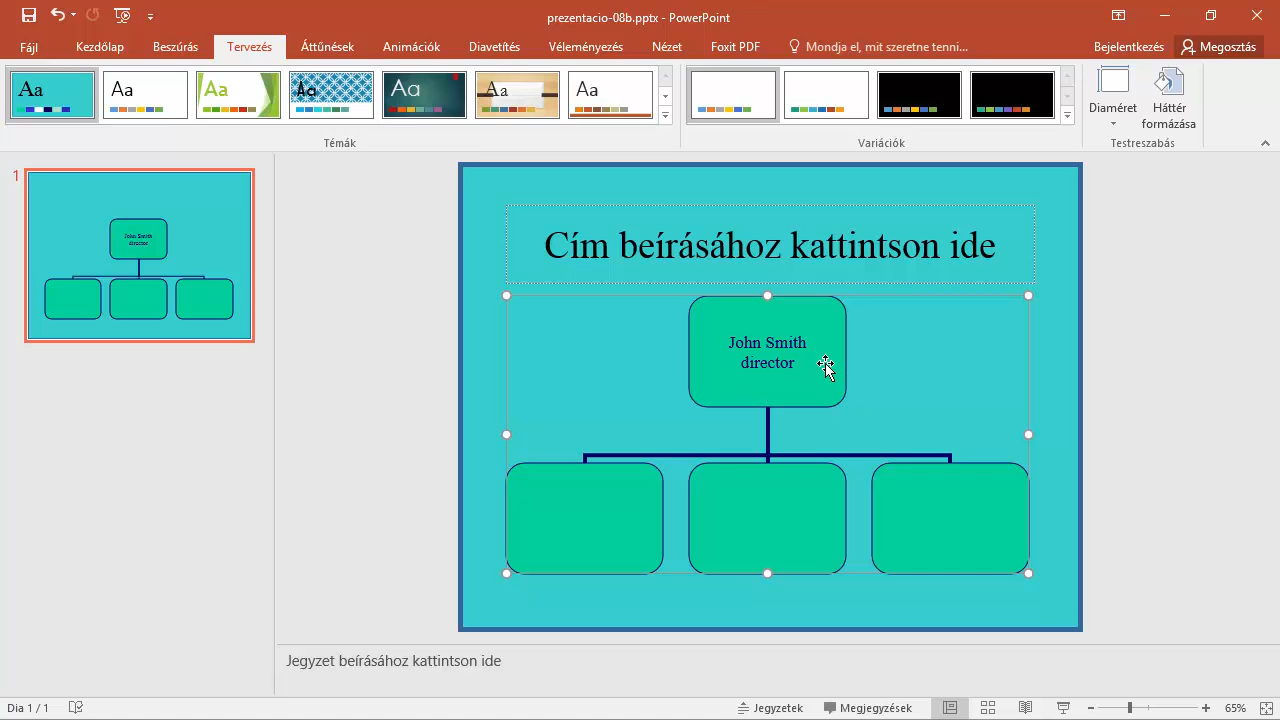 prezentacio-08b.pptx - PowerPoint
Fájl Kezdőlap Beszúrás Tervezés Áttűnések Animációk Diavetítés Véleményezés Nézet Foxit PDF Mondja el, mit szeretne tenni... Bejelentkezés Megosztás
Aa Aa Aa Aa Aa Aa Aa
Diaméret
Háttér
formázása
Témák Variációk Testreszabás
1
John Smith
director
Cím beírásához kattintson ide
John Smith
director
Jegyzet beírásához kattintson ide
Dia 1 / 1 Jegyzetek Megjegyzések 65%